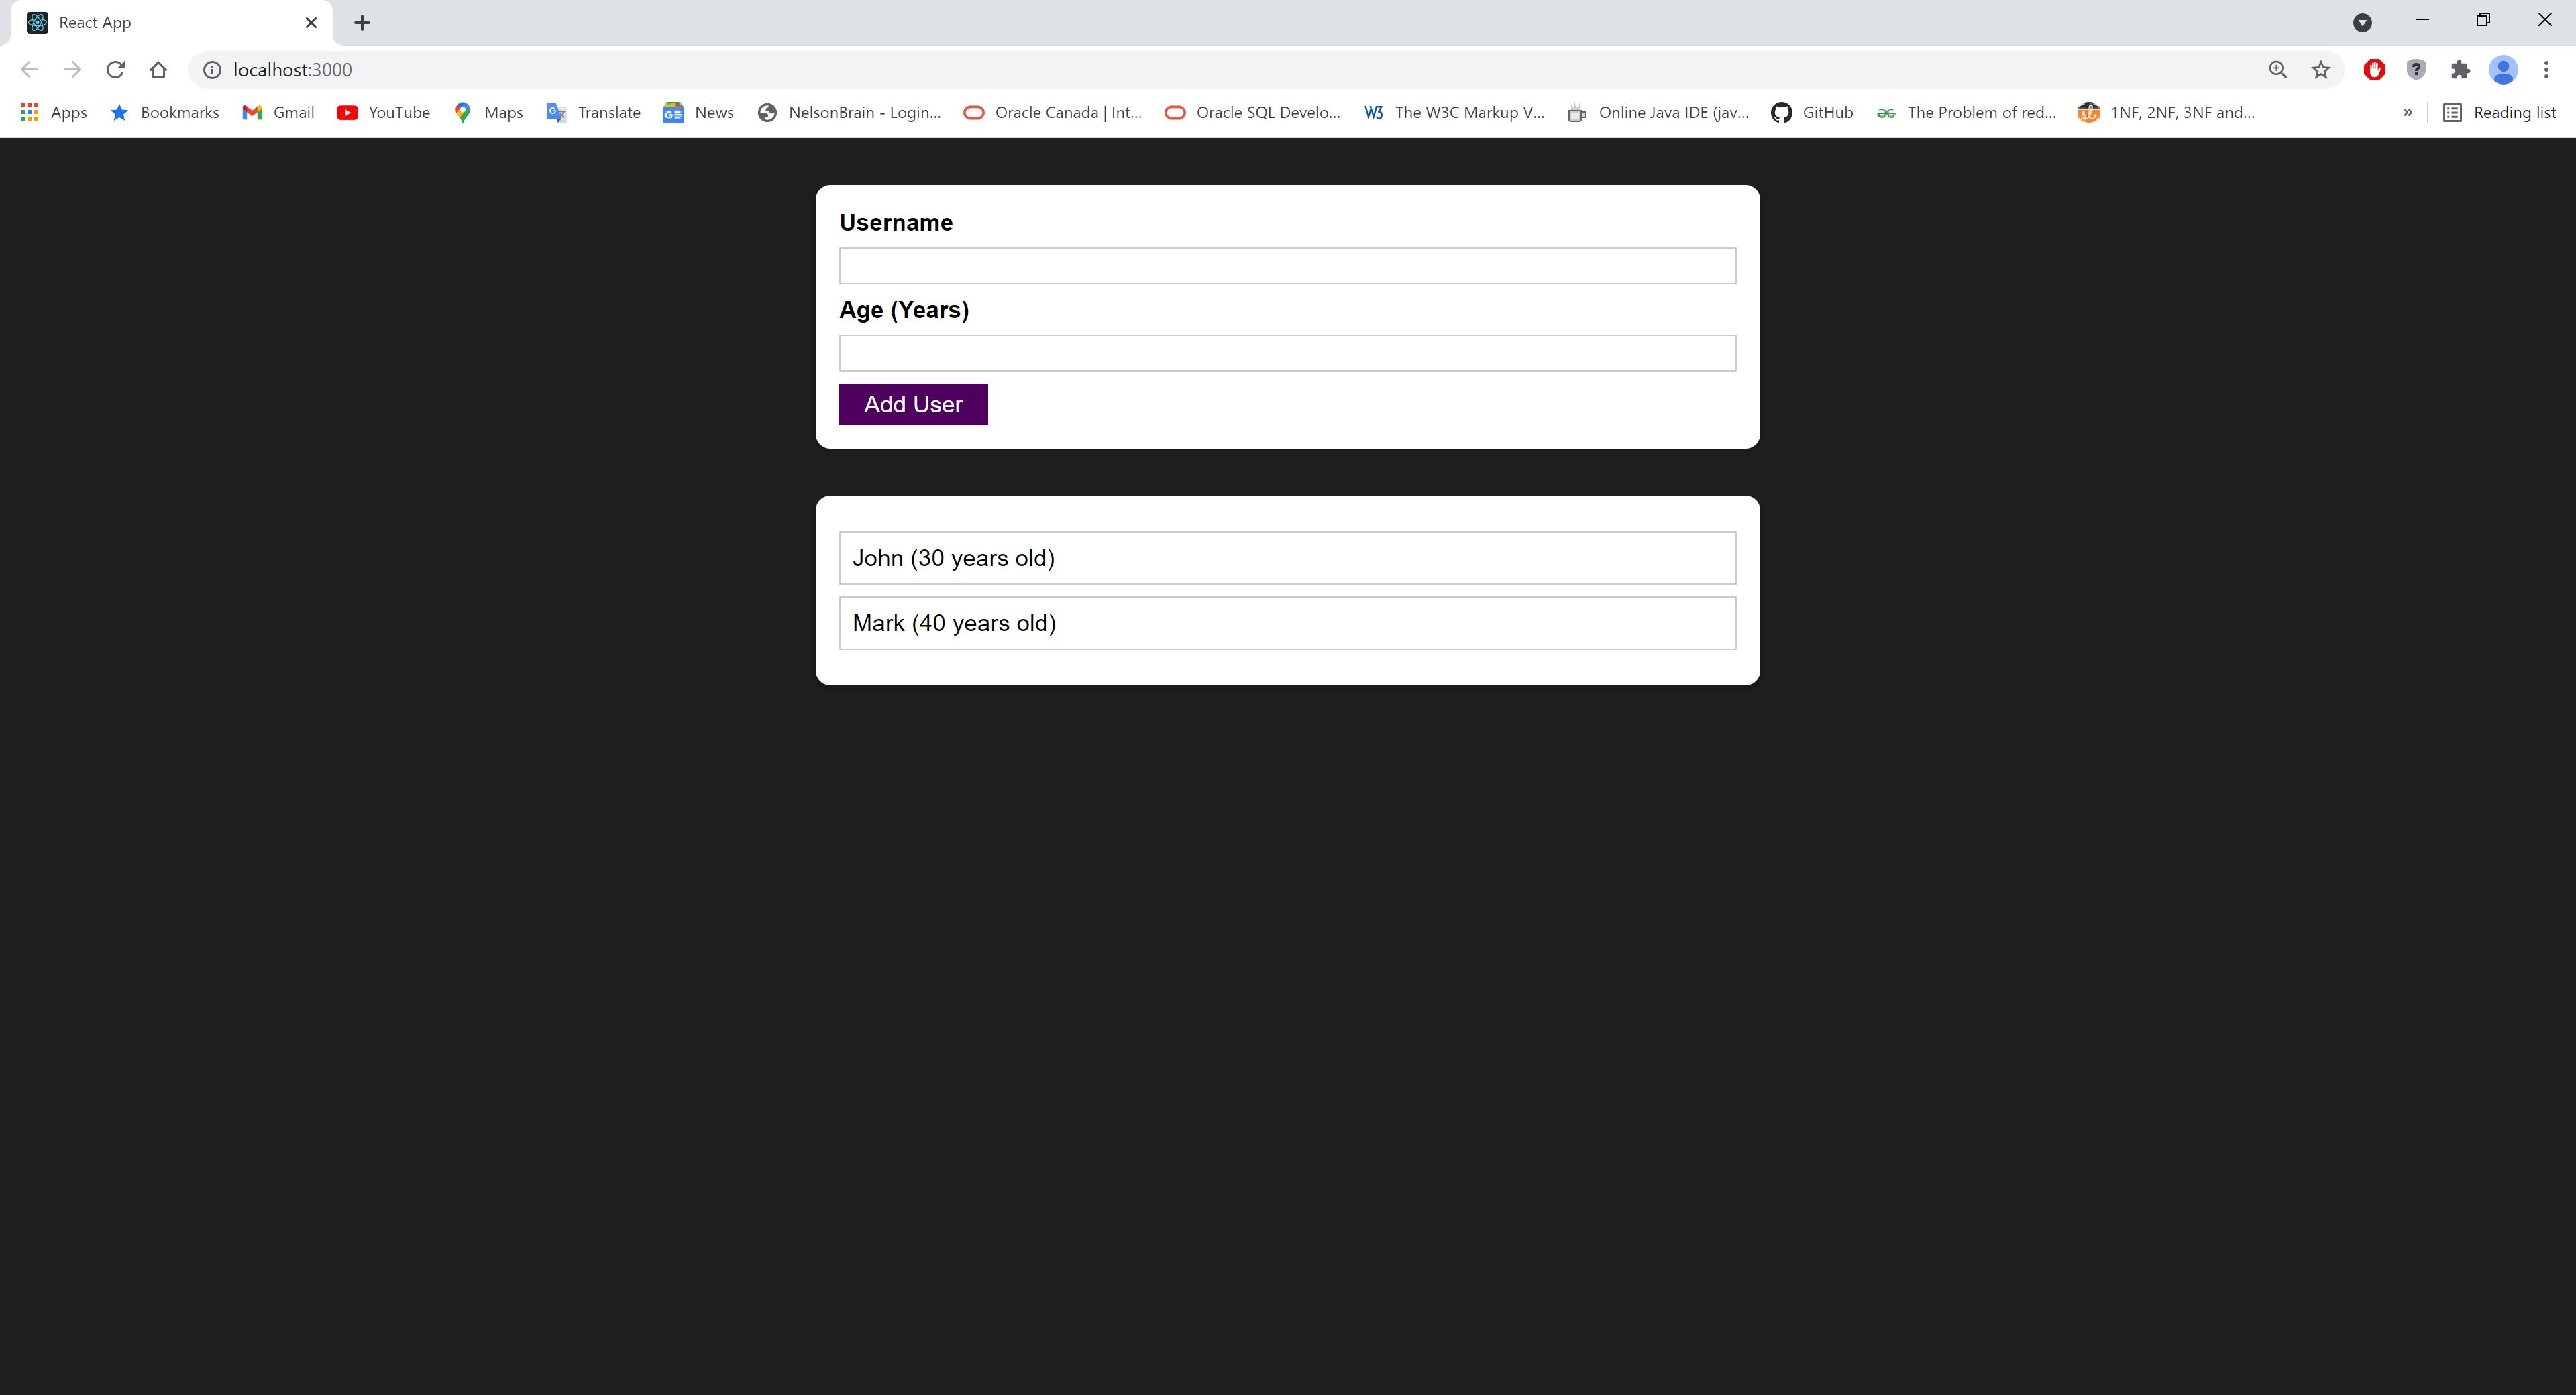 React App
localhost:3000
Apps Bookmarks Gmail YouTube Maps Translate News NelsonBrain - Login... Oracle Canada | Int... Oracle SQL Develo... The W3C Markup V... Online Java IDE (jav... GitHub The Problem of red... 1NF, 2NF, 3NF and... » Reading list
Username
Age (Years)
Add User
John (30 years old)
Mark (40 years old)